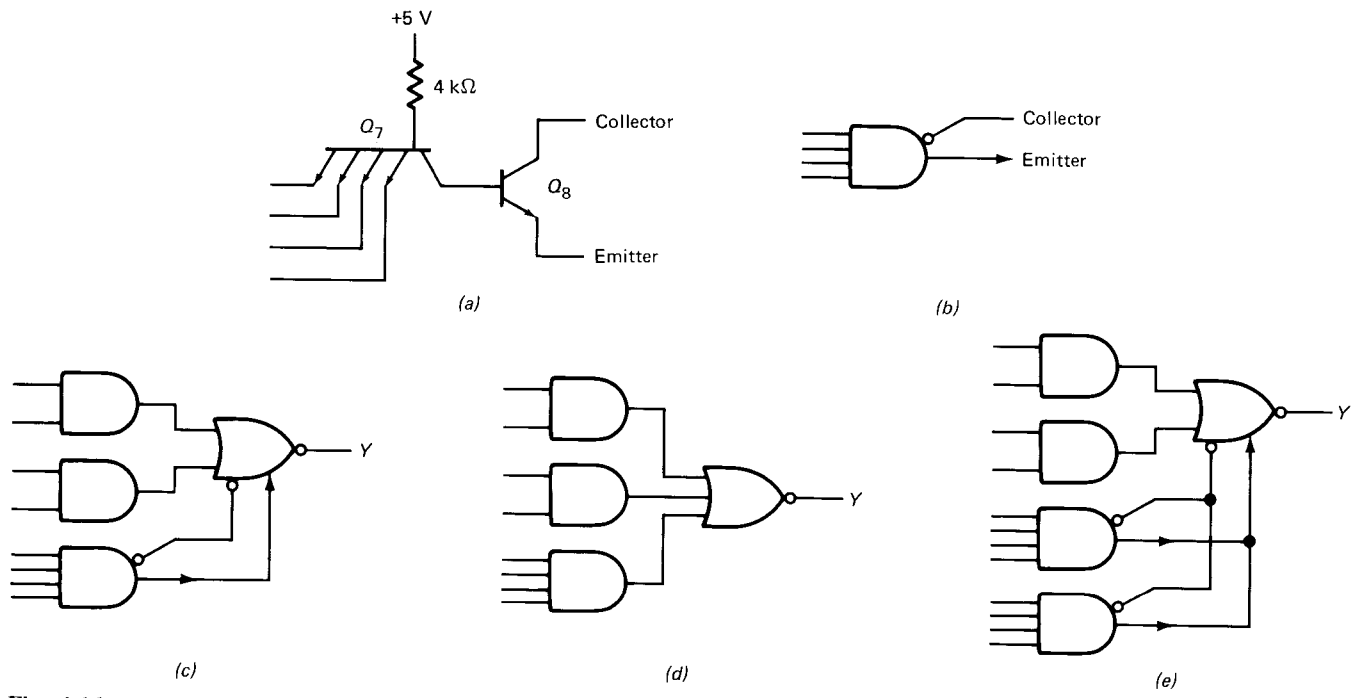 +5 V
4 kΩ
Q7
Collector
Q8
Emitter
(a)
Collector
Emitter
(b)
Y
(c)
Y
(d)
Y
(e)